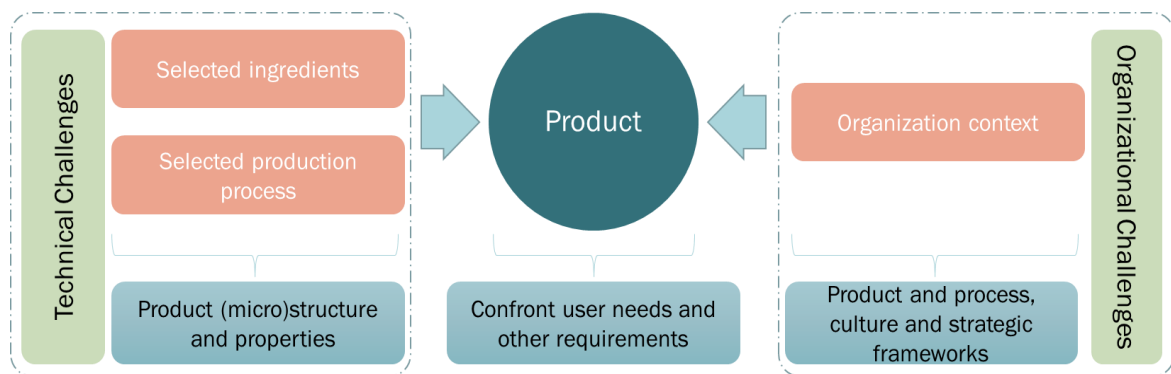 Technical Challenges
Selected ingredients
Selected production
process
Product (micro)structure
and properties
Product
Confront user needs and
other requirements
Organization context
Product and process,
culture and strategic
frameworks
Organizational Challenges